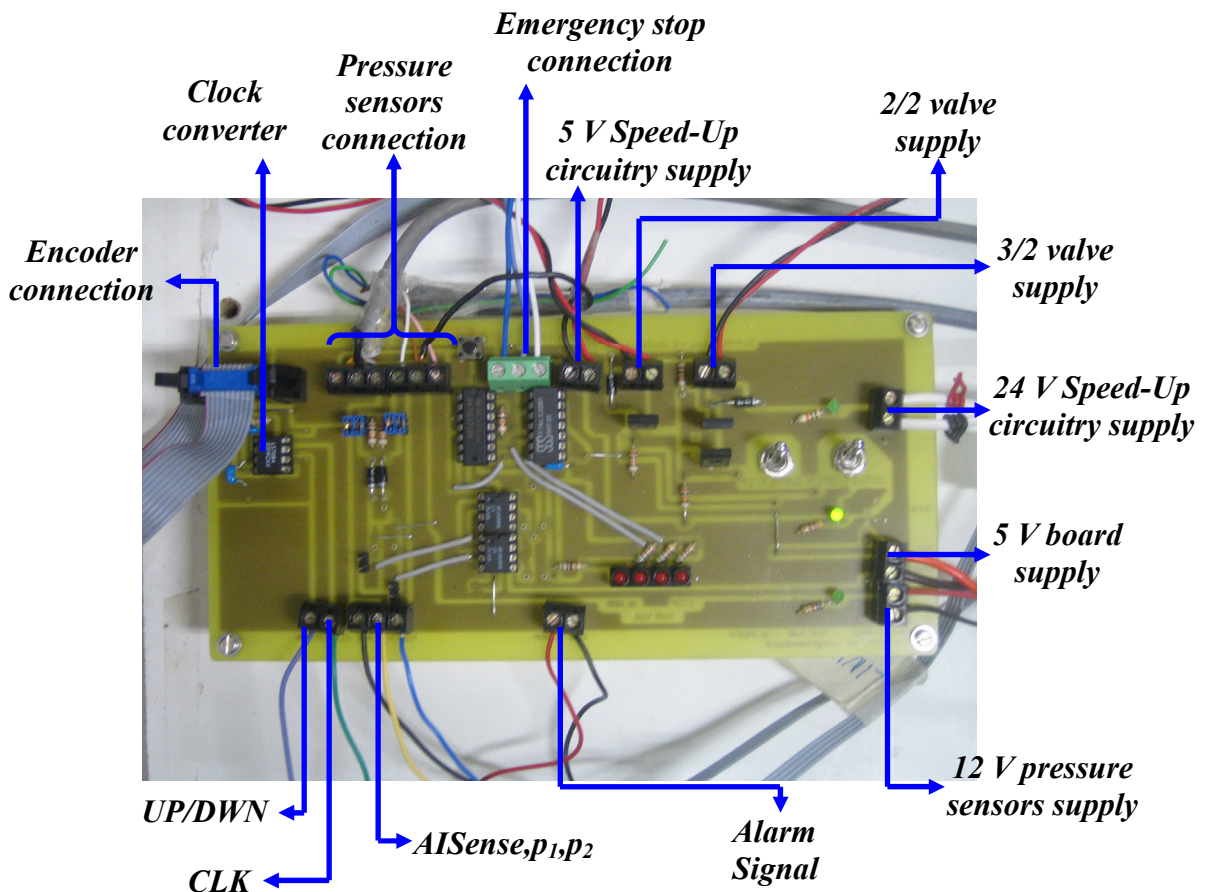 Emergency stop
connection
Pressure
sensors
connection
Clock
converter
5 V Speed-Up
circuitry supply
2/2 valve
supply
Encoder
connection
3/2 valve
supply
24 V Speed-Up
circuitry supply
5 V board
supply
12 V pressure
sensors supply
UP/DWN
CLK
AISense,p₁,p₂
Alarm
Signal